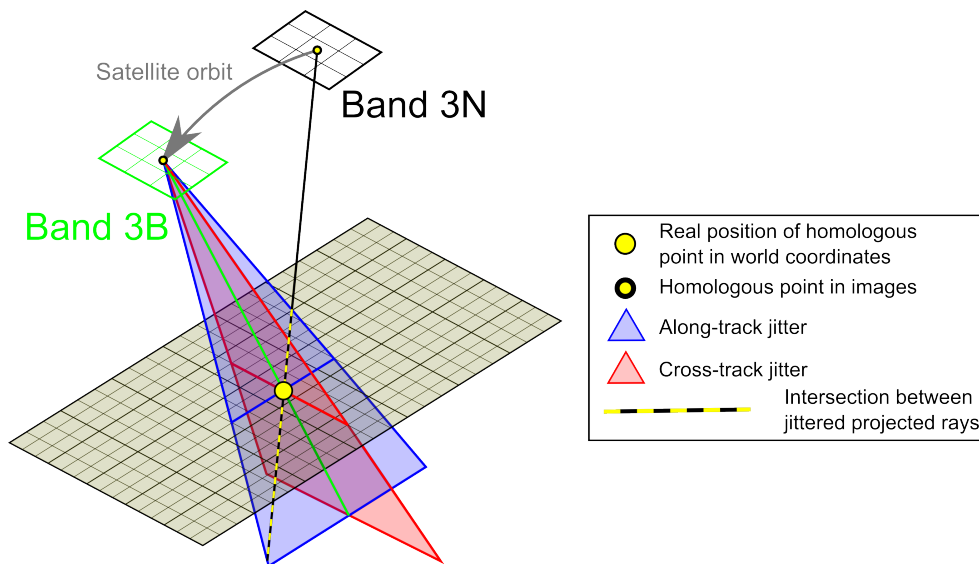 Satellite orbit
Band 3N
Band 3B
Real position of homologous
point in world coordinates
Homologous point in images
Along-track jitter
Cross-track jitter
Intersection between
jittered projected rays